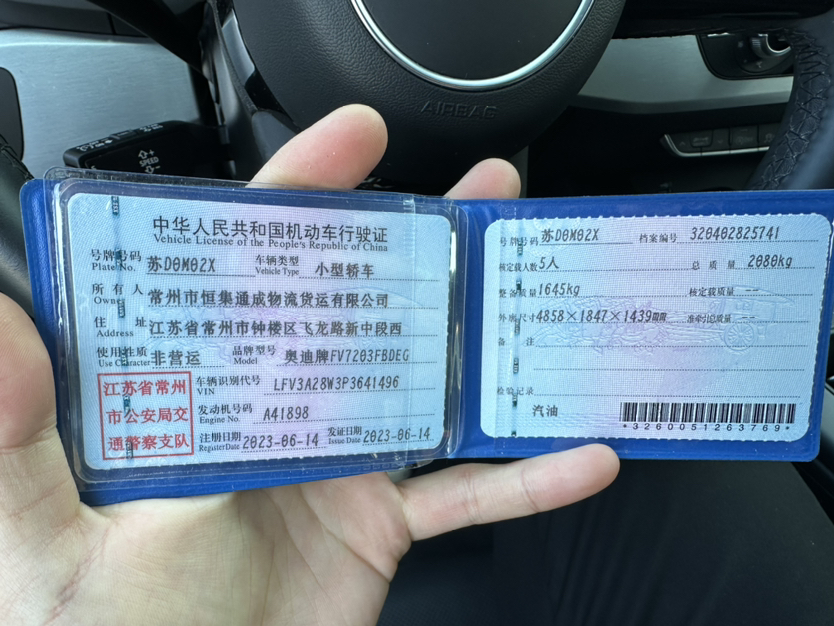 AIRBAG
SPEED
中华人民共和国机动车行驶证
Vehicle License of the People's Republic of China
号牌号码 Plate No. 苏D0M02X 车辆类型 Vehicle Type 小型轿车
所有人 Owner 常州市恒集通成物流货运有限公司
住址 Address 江苏省常州市钟楼区飞龙路新中段西
使用性质 Use Character 非营运 品牌型号 Model 奥迪牌FV7203FBDEG
车辆识别代号 VIN LFV3A28W3P3641496
发动机号码 Engine No. A41898
注册日期 Register Date 2023-06-14 发证日期 Issue Date 2023-06-14
江苏省常州
市公安局交
通警察支队
号牌号码 苏D0M02X 档案编号 320402825741
核定载人数 5人 总质量 2080kg
整备质量 1645kg 核定载质量 --
外廓尺寸 4858×1847×1439mm 准牵引总质量 --
备注
检验记录
汽油
*3260051263769*